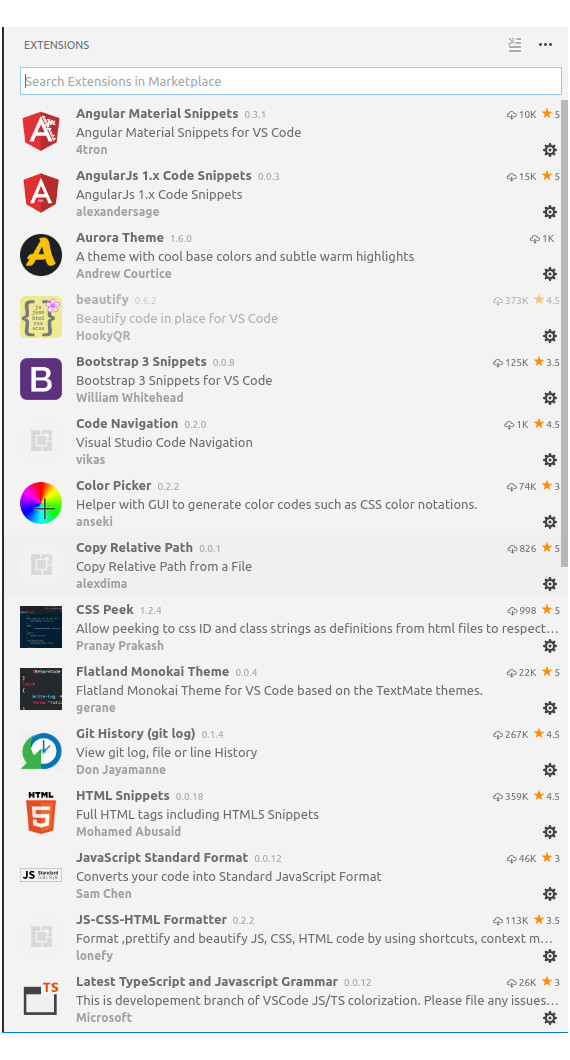 EXTENSIONS
Search Extensions in Marketplace
Angular Material Snippets 0.3.1 10K 5
Angular Material Snippets for VS Code
4tron
AngularJs 1.x Code Snippets 0.0.3 15K 5
AngularJs 1.x Code Snippets
alexandersage
Aurora Theme 1.6.0 1K
A theme with cool base colors and subtle warm highlights
Andrew Courtice
beautify 0.6.2 373K 4.5
Beautify code in place for VS Code
HookyQR
Bootstrap 3 Snippets 0.0.8 125K 3.5
Bootstrap 3 Snippets for VS Code
William Whitehead
Code Navigation 0.2.0 1K 4.5
Visual Studio Code Navigation
vikas
Color Picker 0.2.2 74K 3
Helper with GUI to generate color codes such as CSS color notations.
anseki
Copy Relative Path 0.0.1 826 5
Copy Relative Path from a File
alexdima
CSS Peek 1.2.4 998 5
Allow peeking to css ID and class strings as definitions from html files to respect...
Pranay Prakash
Flatland Monokai Theme 0.0.4 22K 5
Flatland Monokai Theme for VS Code based on the TextMate themes.
gerane
Git History (git log) 0.1.4 267K 4.5
View git log, file or line History
Don Jayamanne
HTML
5
HTML Snippets 0.0.18 359K 4.5
Full HTML tags including HTML5 Snippets
Mohamed Abusaid
JS Standard Code Style
JavaScript Standard Format 0.0.12 46K 3
Converts your code into Standard JavaScript Format
Sam Chen
JS-CSS-HTML Formatter 0.2.2 113K 3.5
Format ,prettify and beautify JS, CSS, HTML code by using shortcuts, context m...
lonefy
TS
Latest TypeScript and Javascript Grammar 0.0.12 26K 3
This is developement branch of VSCode JS/TS colorization. Please file any issues...
Microsoft